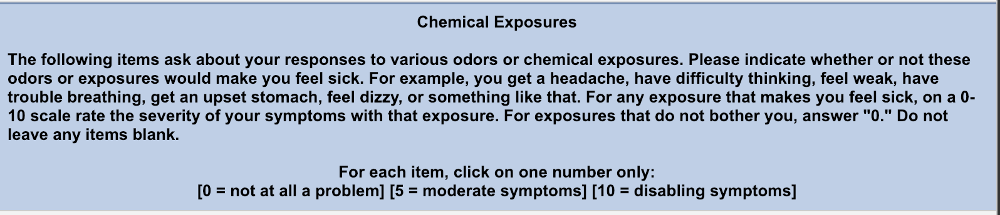 Chemical Exposures
The following items ask about your responses to various odors or chemical exposures. Please indicate whether or not these
odors or exposures would make you feel sick. For example, you get a headache, have difficulty thinking, feel weak, have
trouble breathing, get an upset stomach, feel dizzy, or something like that. For any exposure that makes you feel sick, on a 0-
10 scale rate the severity of your symptoms with that exposure. For exposures that do not bother you, answer "0." Do not
leave any items blank.
For each item, click on one number only:
[0 = not at all a problem] [5 = moderate symptoms] [10 = disabling symptoms]